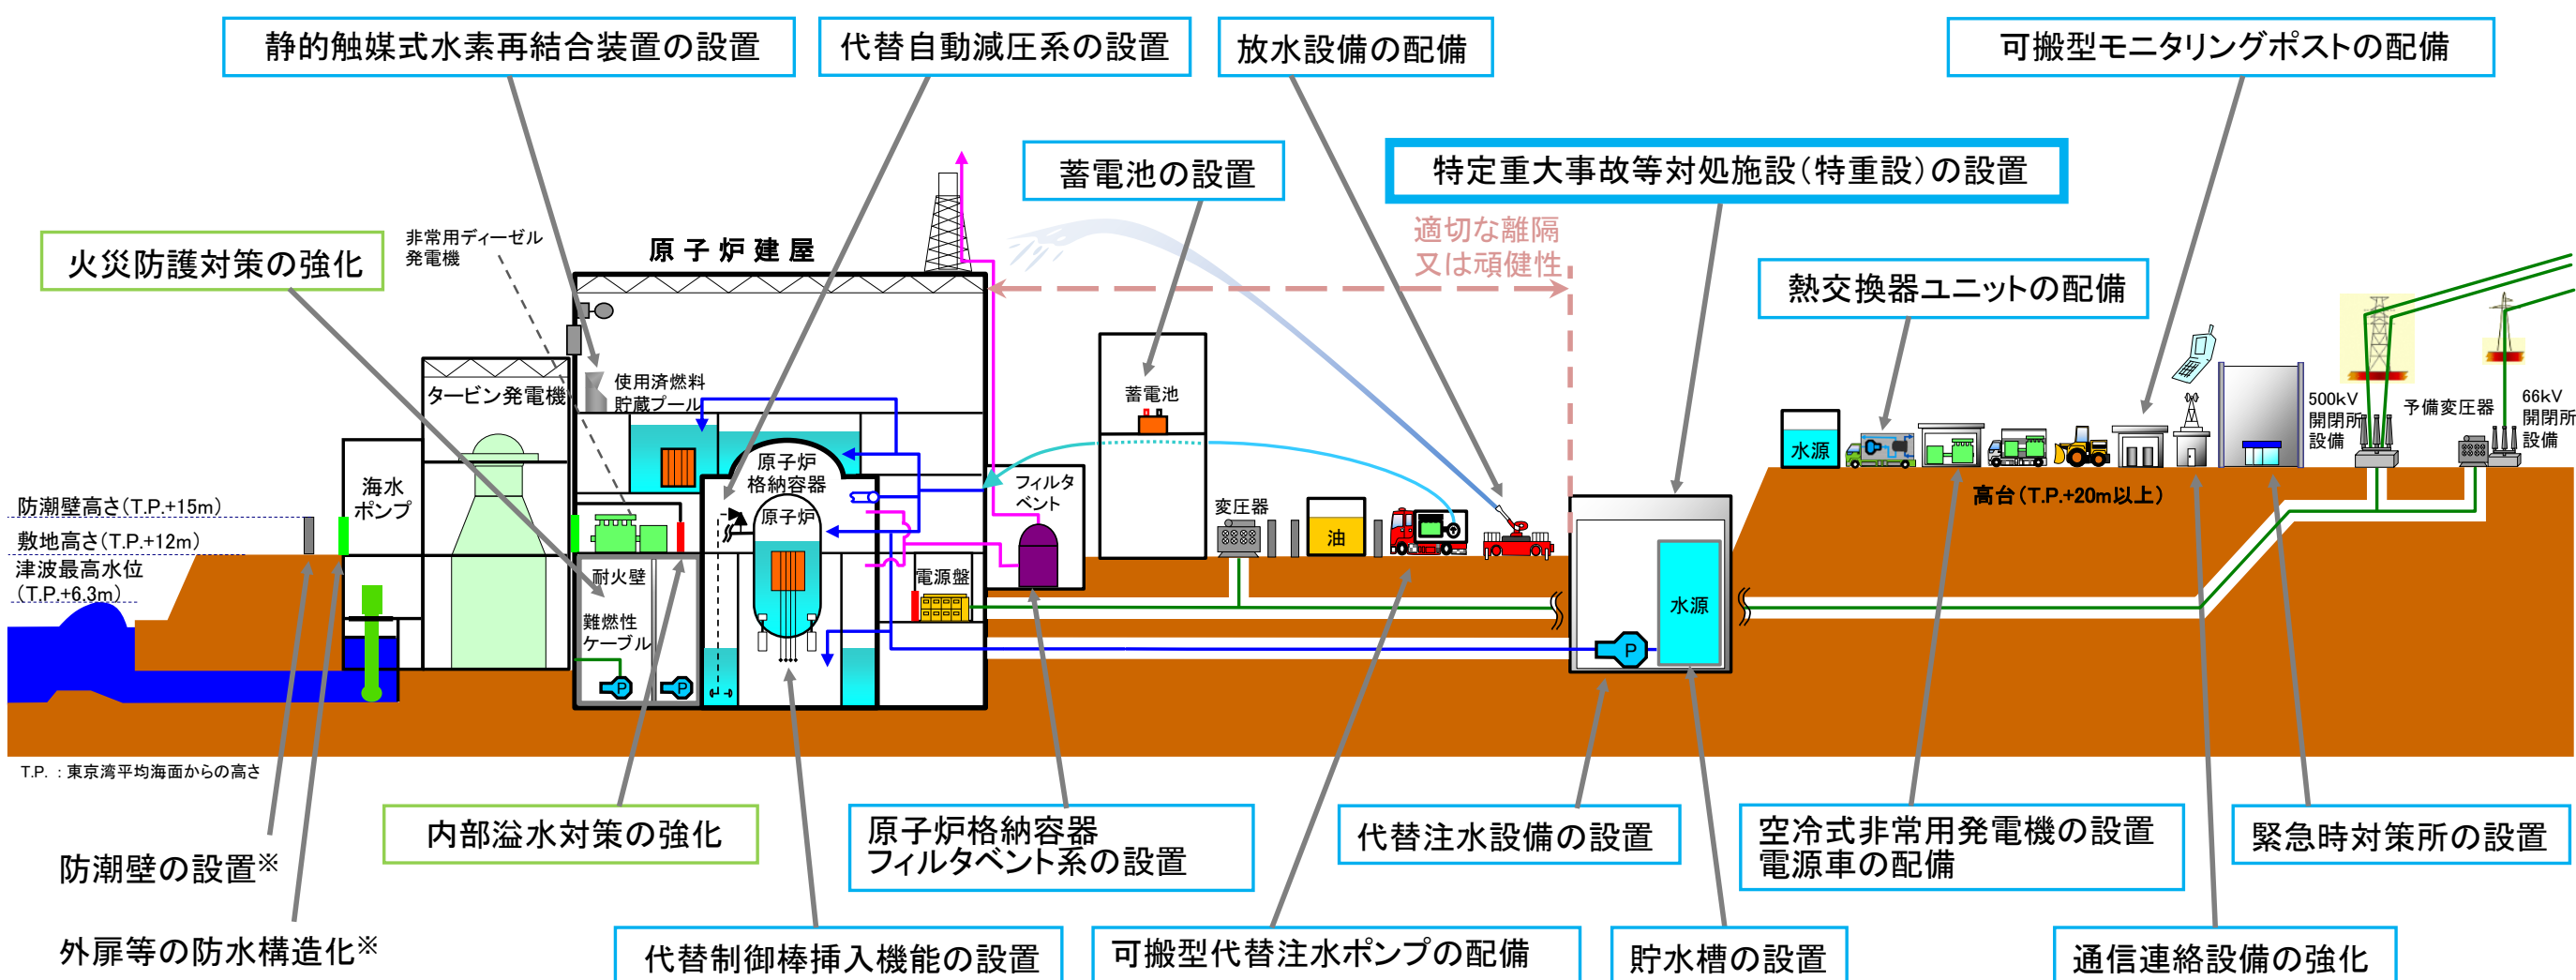 静的触媒式水素再結合装置の設置
代替自動減圧系の設置
放水設備の配備
可搬型モニタリングポストの配備
蓄電池の設置
特定重大事故等対処施設(特重設)の設置
火災防護対策の強化
非常用ディーゼル
発電機
原子炉建屋
適切な離隔
又は頑健性
熱交換器ユニットの配備
タービン発電機
使用済燃料
貯蔵プール
蓄電池
500kV
開閉所
設備
予備変圧器
66kV
開閉所
設備
水源
海水
ポンプ
原子炉
格納容器
原子炉
フィルタ
ベント
変圧器
油
高台(T.P.+20m以上)
防潮壁高さ(T.P.+15m)
敷地高さ(T.P.+12m)
津波最高水位
(T.P.+6.3m)
耐火壁
難燃性
ケーブル
電源盤
水源
P
P
P
T.P. :東京湾平均海面からの高さ
防潮壁の設置※
外扉等の防水構造化※
内部溢水対策の強化
原子炉格納容器
フィルタベント系の設置
代替注水設備の設置
空冷式非常用発電機の設置
電源車の配備
緊急時対策所の設置
代替制御棒挿入機能の設置
可搬型代替注水ポンプの配備
貯水槽の設置
通信連絡設備の強化